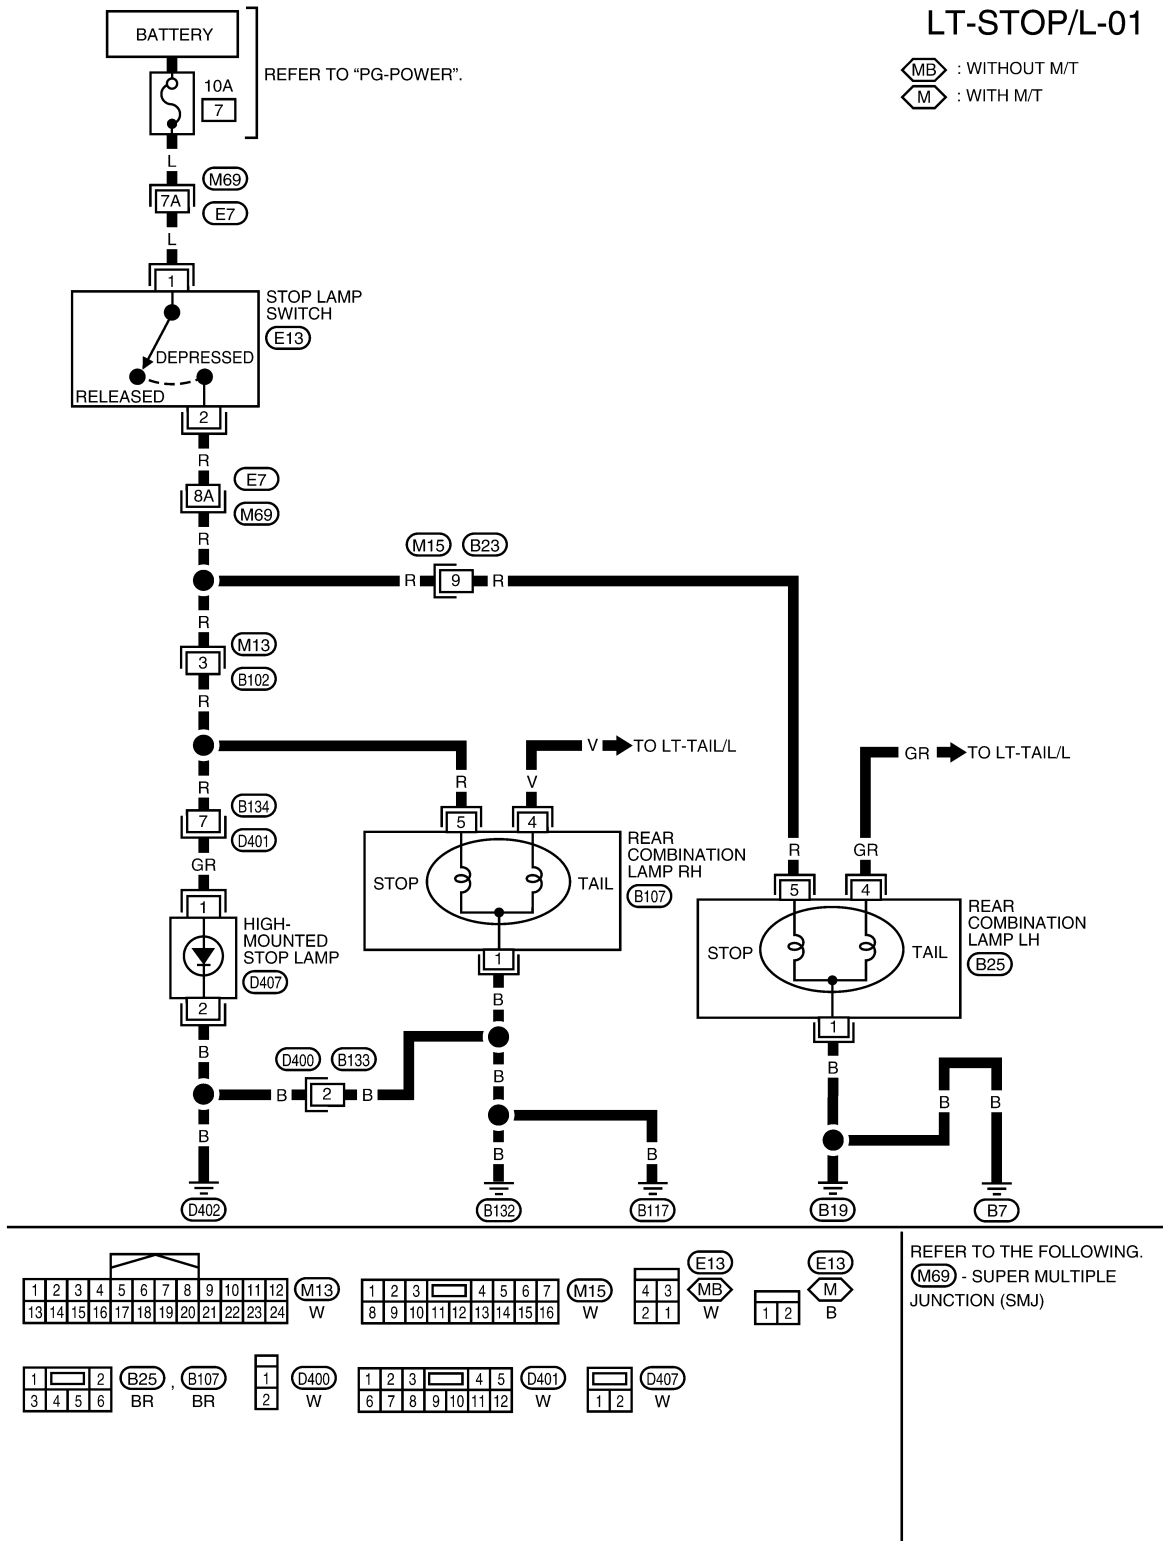 LT-STOP/L-01
MB : WITHOUT M/T
M : WITH M/T
BATTERY
REFER TO “PG-POWER”.
10A
7
L
M69
7A
E7
L
1
STOP LAMP
SWITCH
E13
DEPRESSED
RELEASED
2
R
E7
8A
M69
R
M15 B23
R 9 R
R
M13
3
B102
R
V TO LT-TAIL/L
GR TO LT-TAIL/L
R
R V
B134
7
D401
5 4
REAR
COMBINATION
LAMP RH
B107
STOP TAIL
GR
R GR
5 4
1
HIGH-
MOUNTED
STOP LAMP
D407
REAR
COMBINATION
LAMP LH
B25
STOP TAIL
1
2
B
1
B
D400 B133
B 2 B
B
B
B
B
B
B
B
B
D402
B132
B117
B19
B7
1 2 3 4 5 6 7 8 9 10 11 12
13 14 15 16 17 18 19 20 21 22 23 24
M13
W
1 2 3 4 5 6 7
8 9 10 11 12 13 14 15 16
M15
W
4 3
2 1
E13
MB
W
1 2
E13
M
B
REFER TO THE FOLLOWING.
M69 - SUPER MULTIPLE
JUNCTION (SMJ)
1 2
3 4 5 6
B25 , B107
BR BR
1
2
D400
W
1 2 3 4 5
6 7 8 9 10 11 12
D401
W
1 2
D407
W